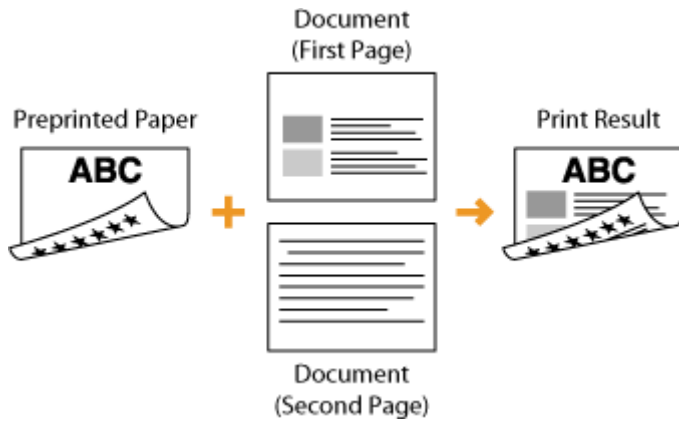 Document
(First Page)
Preprinted Paper
ABC
Print Result
ABC
Document
(Second Page)